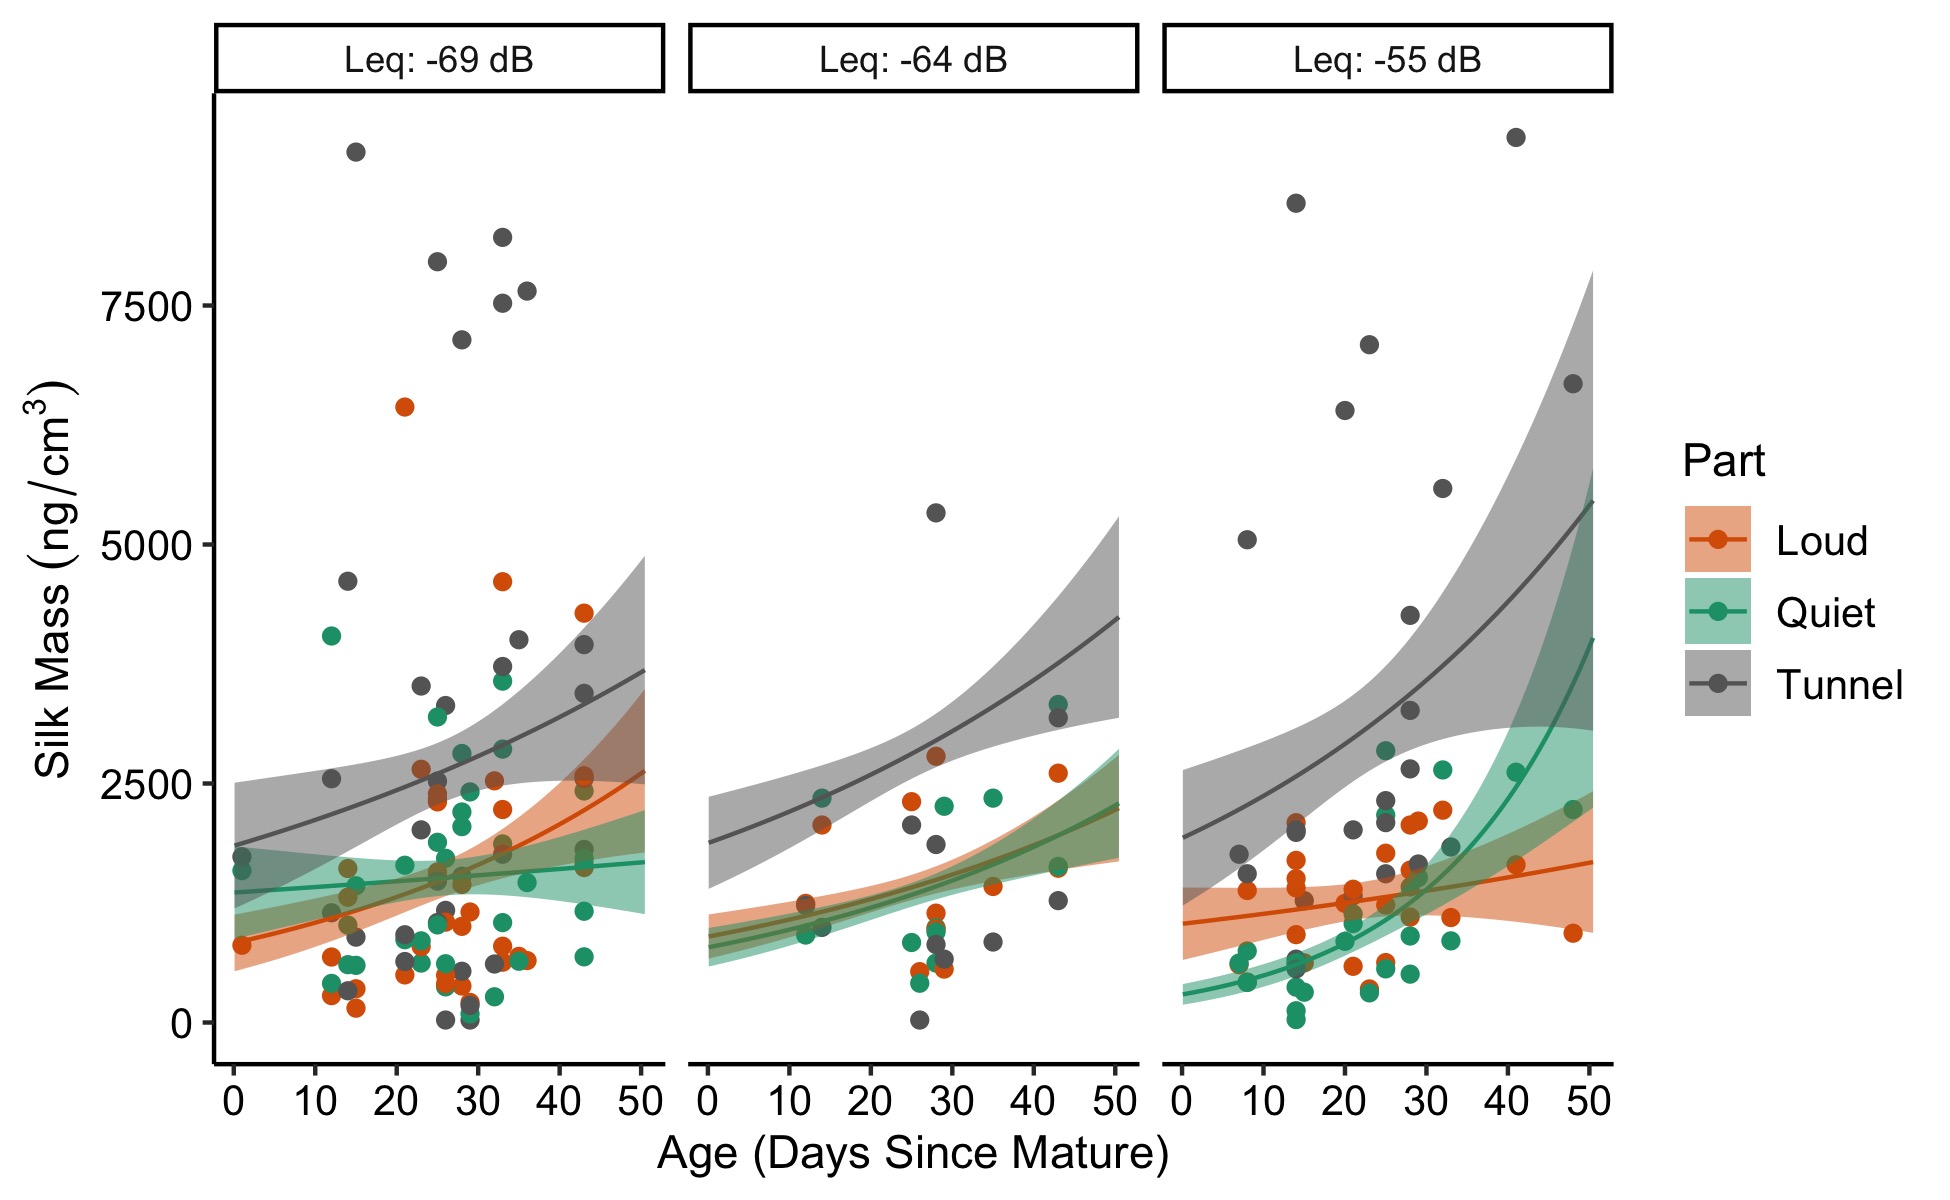 Leq: -69 dB Leq: -64 dB Leq: -55 dB
Silk Mass (ng/cm³)
7500
5000
2500
0
0 10 20 30 40 50 0 10 20 30 40 50 0 10 20 30 40 50
Age (Days Since Mature)
Part
Loud
Quiet
Tunnel